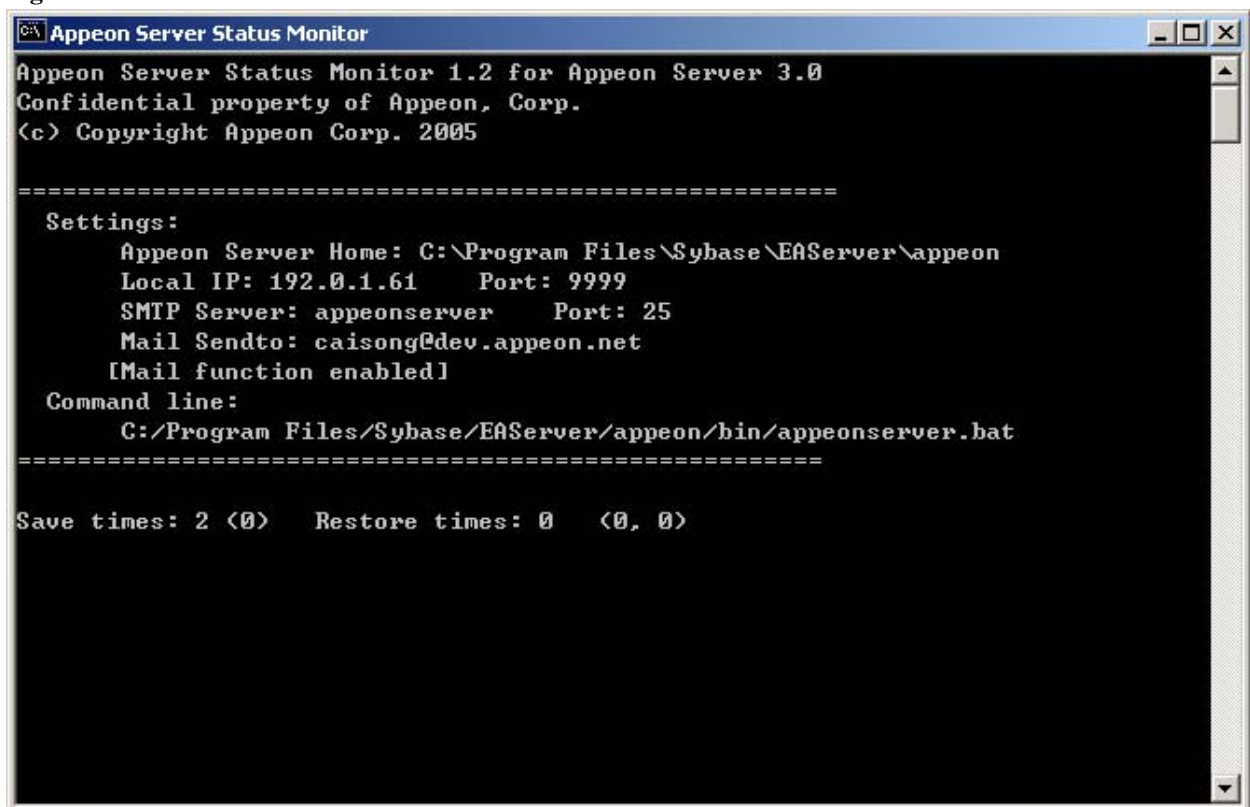 Appeon Server Status Monitor
Appeon Server Status Monitor 1.2 for Appeon Server 3.0
Confidential property of Appeon, Corp.
(c) Copyright Appeon Corp. 2005
=======================================================
Settings:
Appeon Server Home: C:\Program Files\Sybase\EAServer\appeon
Local IP: 192.0.1.61    Port: 9999
SMTP Server: appeonserver    Port: 25
Mail Sendto: caisong@dev.appeon.net
[Mail function enabled]
Command line:
C:/Program Files/Sybase/EAServer/appeon/bin/appeonserver.bat
======================================================
Save times: 2 (0)   Restore times: 0   (0, 0)